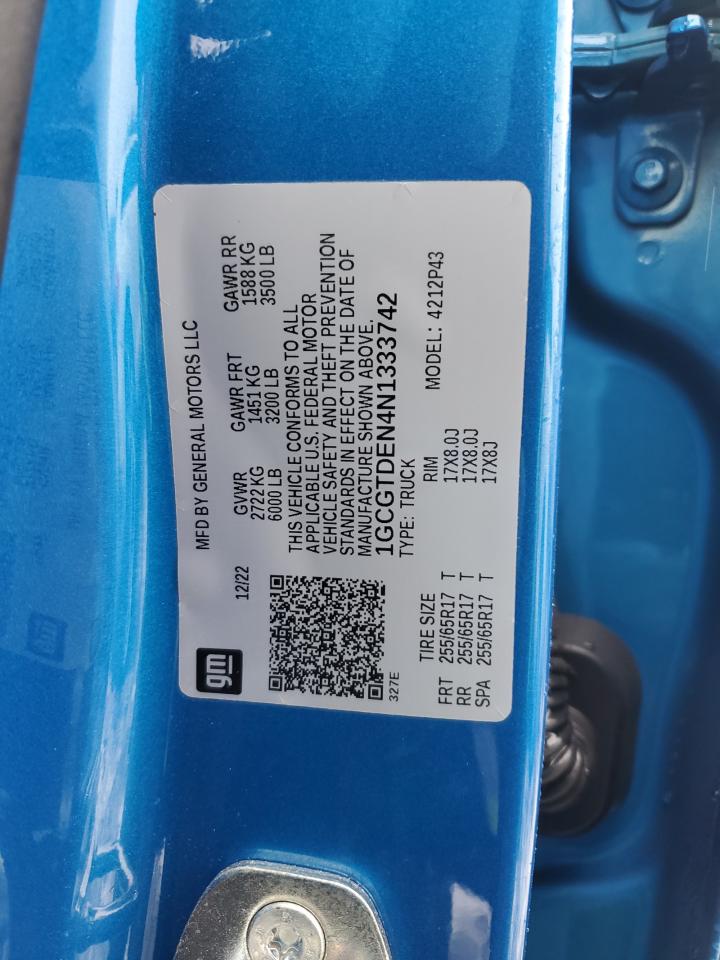 gm
MFD BY GENERAL MOTORS LLC
12/22 GVWR GAWR FRT GAWR RR
2722 KG 1451 KG 1588 KG
6000 LB 3200 LB 3500 LB
THIS VEHICLE CONFORMS TO ALL
APPLICABLE U.S. FEDERAL MOTOR
VEHICLE SAFETY AND THEFT PREVENTION
STANDARDS IN EFFECT ON THE DATE OF
MANUFACTURE SHOWN ABOVE.
1GCGTDEN4N1333742
327E TYPE: TRUCK MODEL: 4212P43
TIRE SIZE RIM
FRT 255/65R17 T 17X8.0J
RR 255/65R17 T 17X8.0J
SPA 255/65R17 T 17X8J